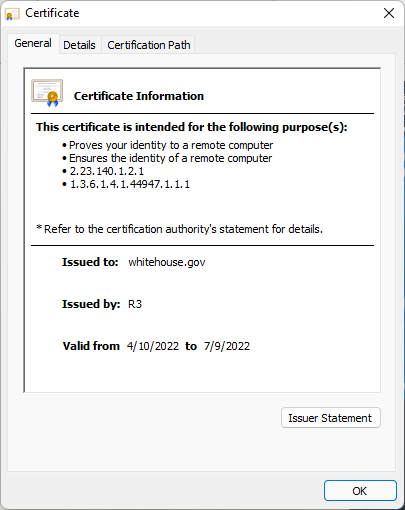 Certificate
General Details Certification Path
Certificate Information
This certificate is intended for the following purpose(s):
• Proves your identity to a remote computer
• Ensures the identity of a remote computer
• 2.23.140.1.2.1
• 1.3.6.1.4.1.44947.1.1.1
* Refer to the certification authority's statement for details.
Issued to: whitehouse.gov
Issued by: R3
Valid from 4/10/2022 to 7/9/2022
Issuer Statement
OK